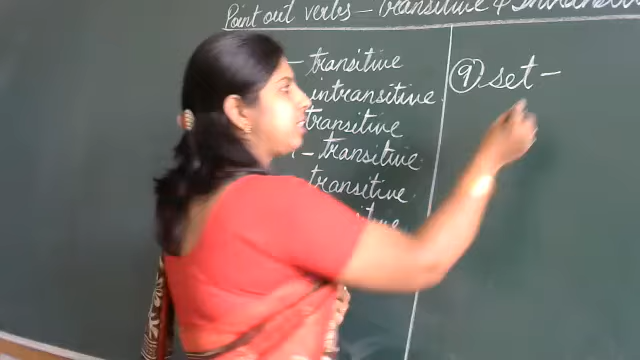 Point out verbs – transitive & Intransitive
– transitive
intransitive
transitive
– transitive
transitive
⑨ set –